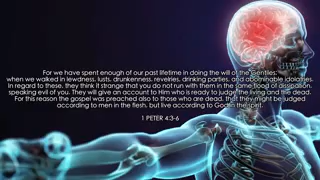 For we have spent enough of our past lifetime in doing the will of the Gentiles:
when we walked in lewdness, lusts, drunkenness, revelries, drinking parties, and abominable idolatries.
In regard to these, they think it strange that you do not run with them in the same flood of dissipation,
speaking evil of you. They will give an account to Him who is ready to judge the living and the dead.
For this reason the gospel was preached also to those who are dead, that they might be judged
according to men in the flesh, but live according to God in the spirit.
1 PETER 4:3-6